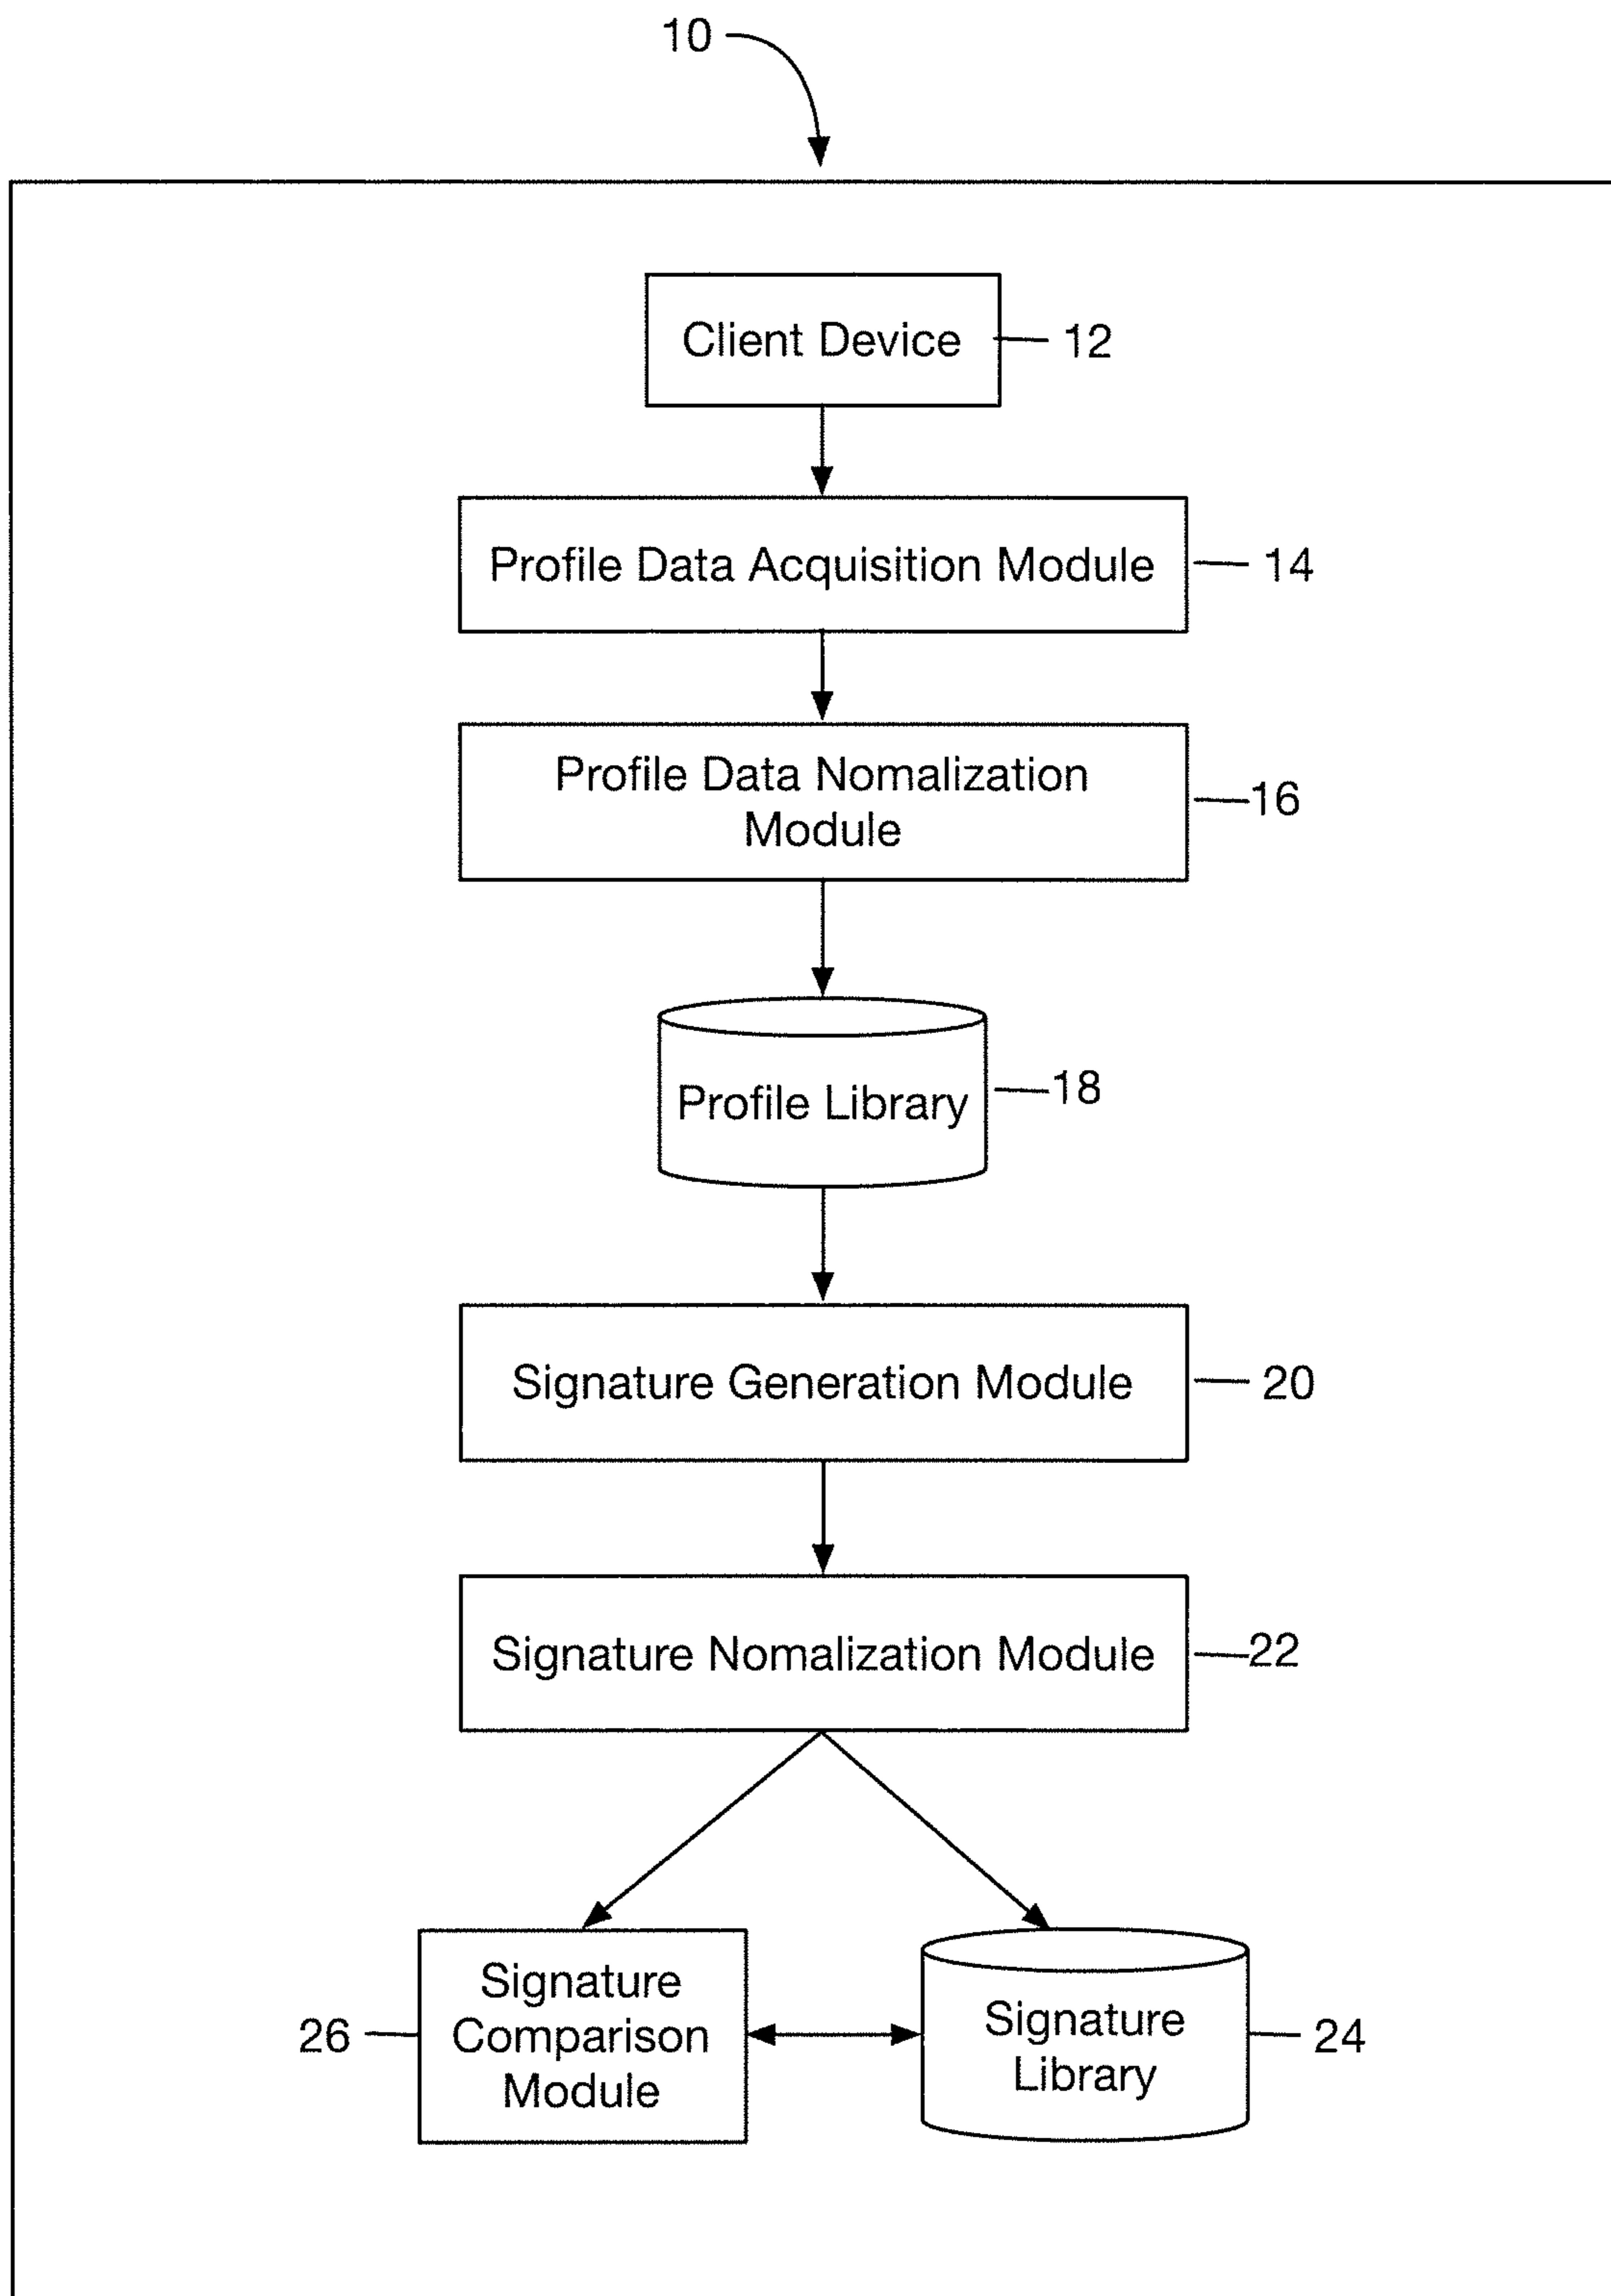 10
Client Device
12
Profile Data Acquisition Module
14
Profile Data Nomalization
Module
16
Profile Library
18
Signature Generation Module
20
Signature Nomalization Module
22
Signature
Comparison
Module
26
Signature
Library
24